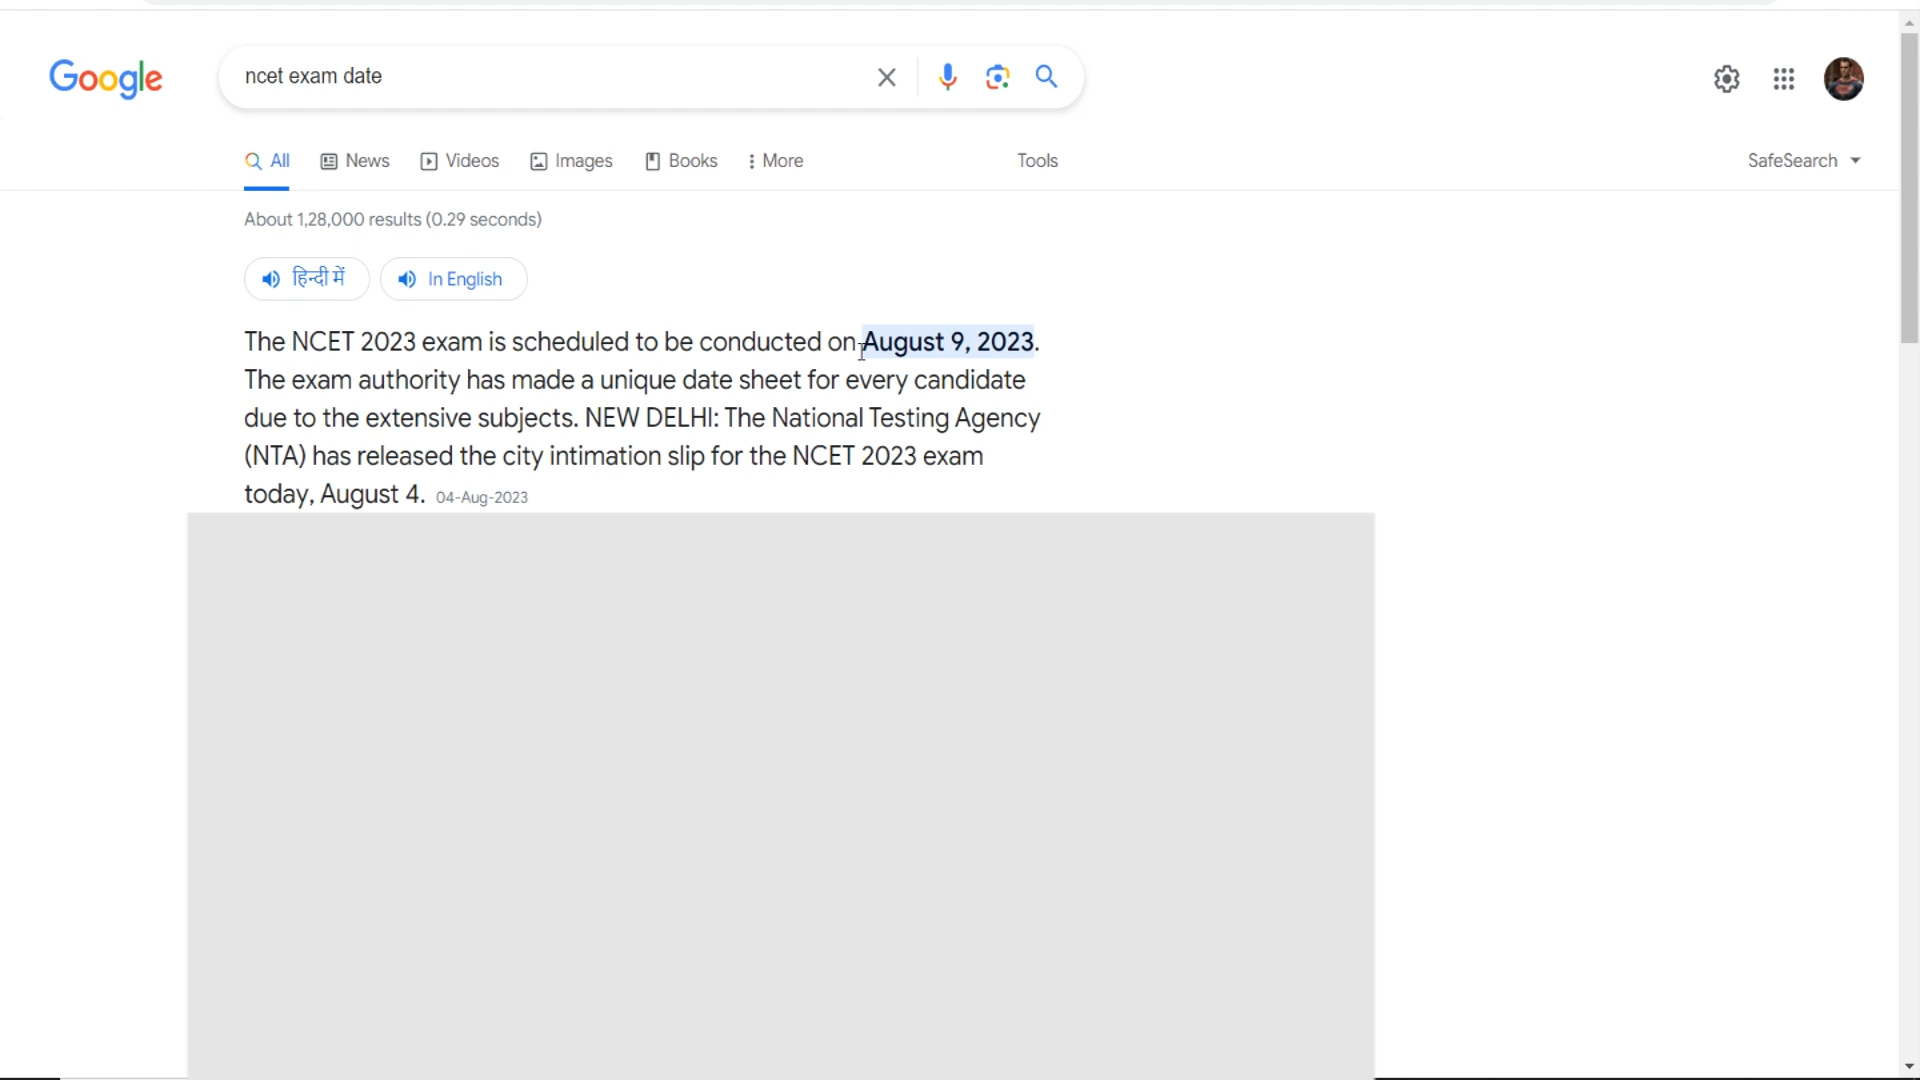 Google
ncet exam date
All News Videos Images Books More Tools SafeSearch
About 1,28,000 results (0.29 seconds)
हिन्दी में In English
The NCET 2023 exam is scheduled to be conducted on August 9, 2023.
The exam authority has made a unique date sheet for every candidate
due to the extensive subjects. NEW DELHI: The National Testing Agency
(NTA) has released the city intimation slip for the NCET 2023 exam
today, August 4. 04-Aug-2023